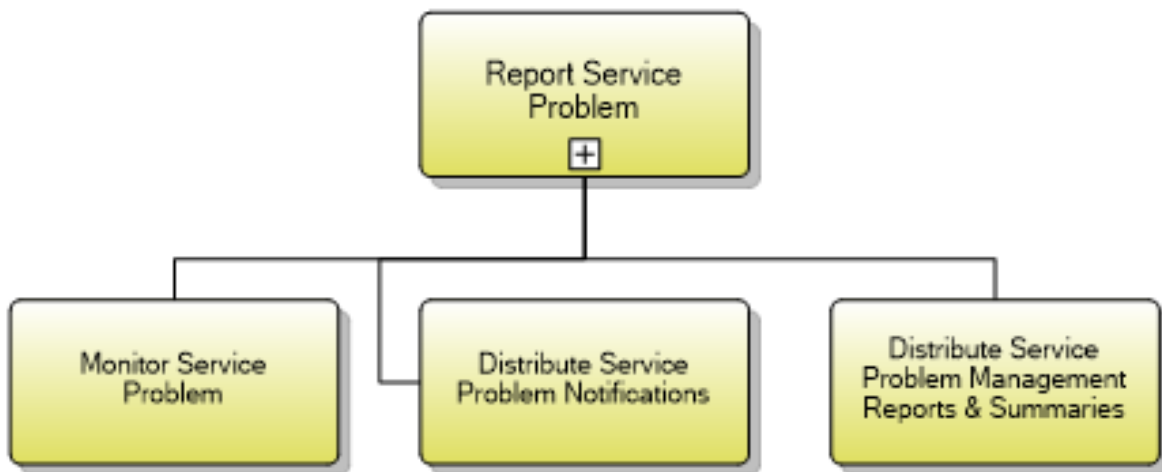 Report Service
Problem
Monitor Service
Problem
Distribute Service
Problem Notifications
Distribute Service
Problem Management
Reports & Summaries